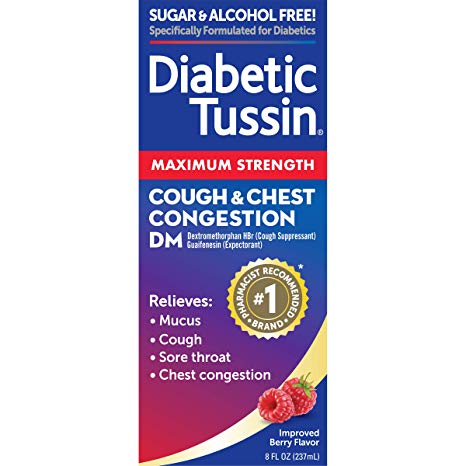 SUGAR & ALCOHOL FREE!
Specifically Formulated for Diabetics
Diabetic
Tussin®
MAXIMUM STRENGTH
COUGH & CHEST
CONGESTION
DM Dextromethorphan HBr (Cough Suppressant)
Guaifenesin (Expectorant)
PHARMACIST RECOMMENDED
#1
BRAND
*
Relieves:
• Mucus
• Cough
• Sore throat
• Chest congestion
Improved
Berry Flavor
8 FL OZ (237mL)